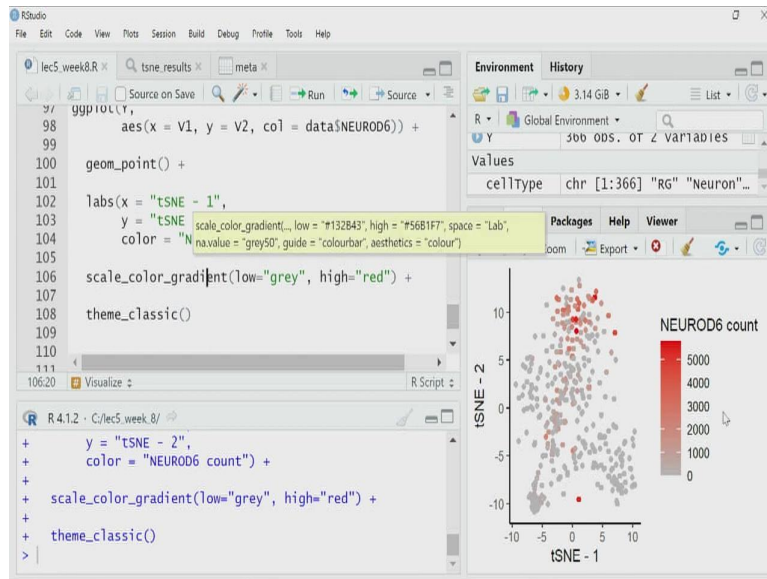 RStudio
File Edit Code View Plots Session Build Debug Profile Tools Help
lec5_week8.R × tsne_results × meta ×
Source on Save Run Source
97 ggplot(Y,
98 aes(x = V1, y = V2, col = data$NEUROD6)) +
99
100 geom_point() +
101
102 labs(x = "tSNE - 1",
103 y = "tSNE
104 color = "N
scale_color_gradient(..., low = "#132B43", high = "#56B1F7", space = "Lab",
na.value = "grey50", guide = "colourbar", aesthetics = "colour")
105
106 scale_color_gradient(low="grey", high="red") +
107
108 theme_classic()
109
110
111
106:20 Visualize R Script
R 4.1.2 · C:/lec5_week_8/
+ y = "tSNE - 2",
+ color = "NEUROD6 count") +
+
+ scale_color_gradient(low="grey", high="red") +
+
+ theme_classic()
>
Environment History
3.14 GiB List
R Global Environment
Y 366 obs. of 2 variables
Values
cellType chr [1:366] "RG" "Neuron"…
Packages Help Viewer
oom Export
NEUROD6 count
5000
4000
3000
2000
1000
0
tSNE - 2
10
5
0
-5
-10
-10 -5 0 5 10
tSNE - 1